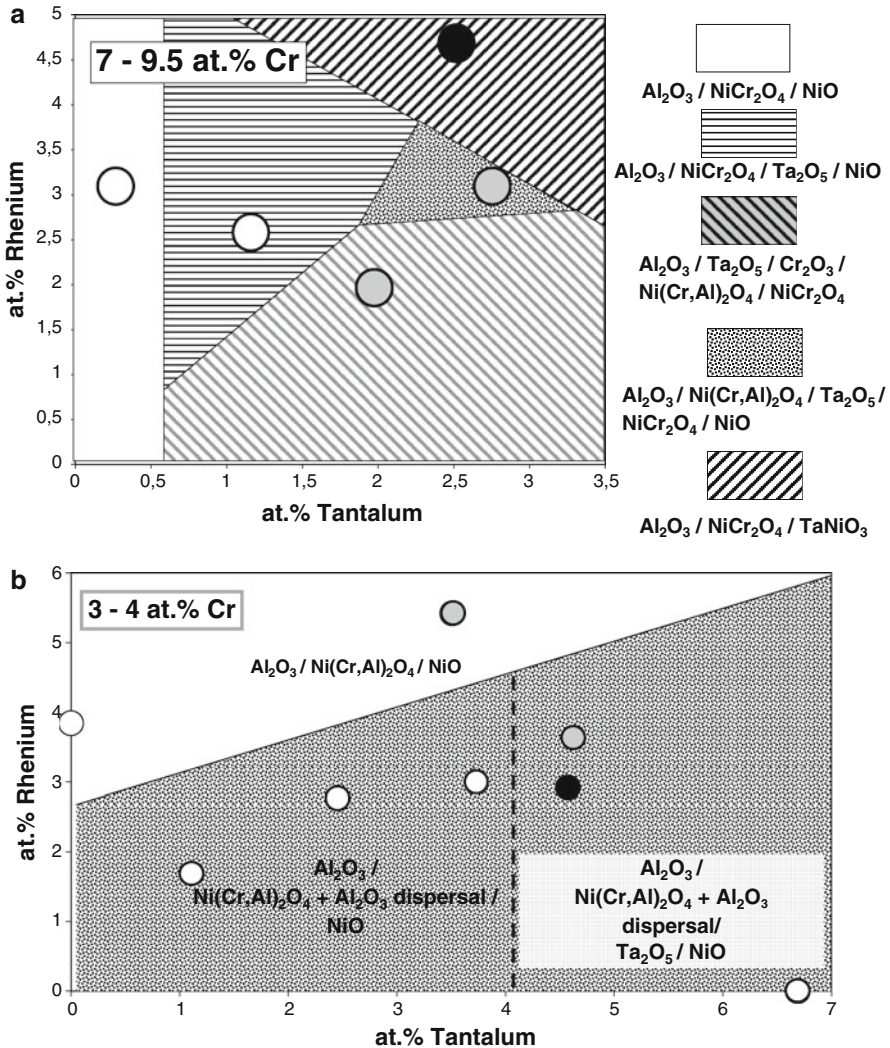 a
7 - 9.5 at.% Cr
at.% Rhenium
5
4,5
4
3,5
3
2,5
2
1,5
1
0,5
0
0
0,5
1
1,5
2
2,5
3
3,5
at.% Tantalum
Al₂O₃ / NiCr₂O₄ / NiO
Al₂O₃ / NiCr₂O₄ / Ta₂O₅ / NiO
Al₂O₃ / Ta₂O₅ / Cr₂O₃ /
Ni(Cr,Al)₂O₄ / NiCr₂O₄
Al₂O₃ / Ni(Cr,Al)₂O₄ / Ta₂O₅ /
NiCr₂O₄ / NiO
Al₂O₃ / NiCr₂O₄ / TaNiO₃
b
3 - 4 at.% Cr
at.% Rhenium
6
5
4
3
2
1
0
Al₂O₃ / Ni(Cr,Al)₂O₄ / NiO
Al₂O₃ /
Ni(Cr,Al)₂O₄ + Al₂O₃ dispersal /
NiO
Al₂O₃ /
Ni(Cr,Al)₂O₄ + Al₂O₃
dispersal/
Ta₂O₅ / NiO
0
1
2
3
4
5
6
7
at.% Tantalum